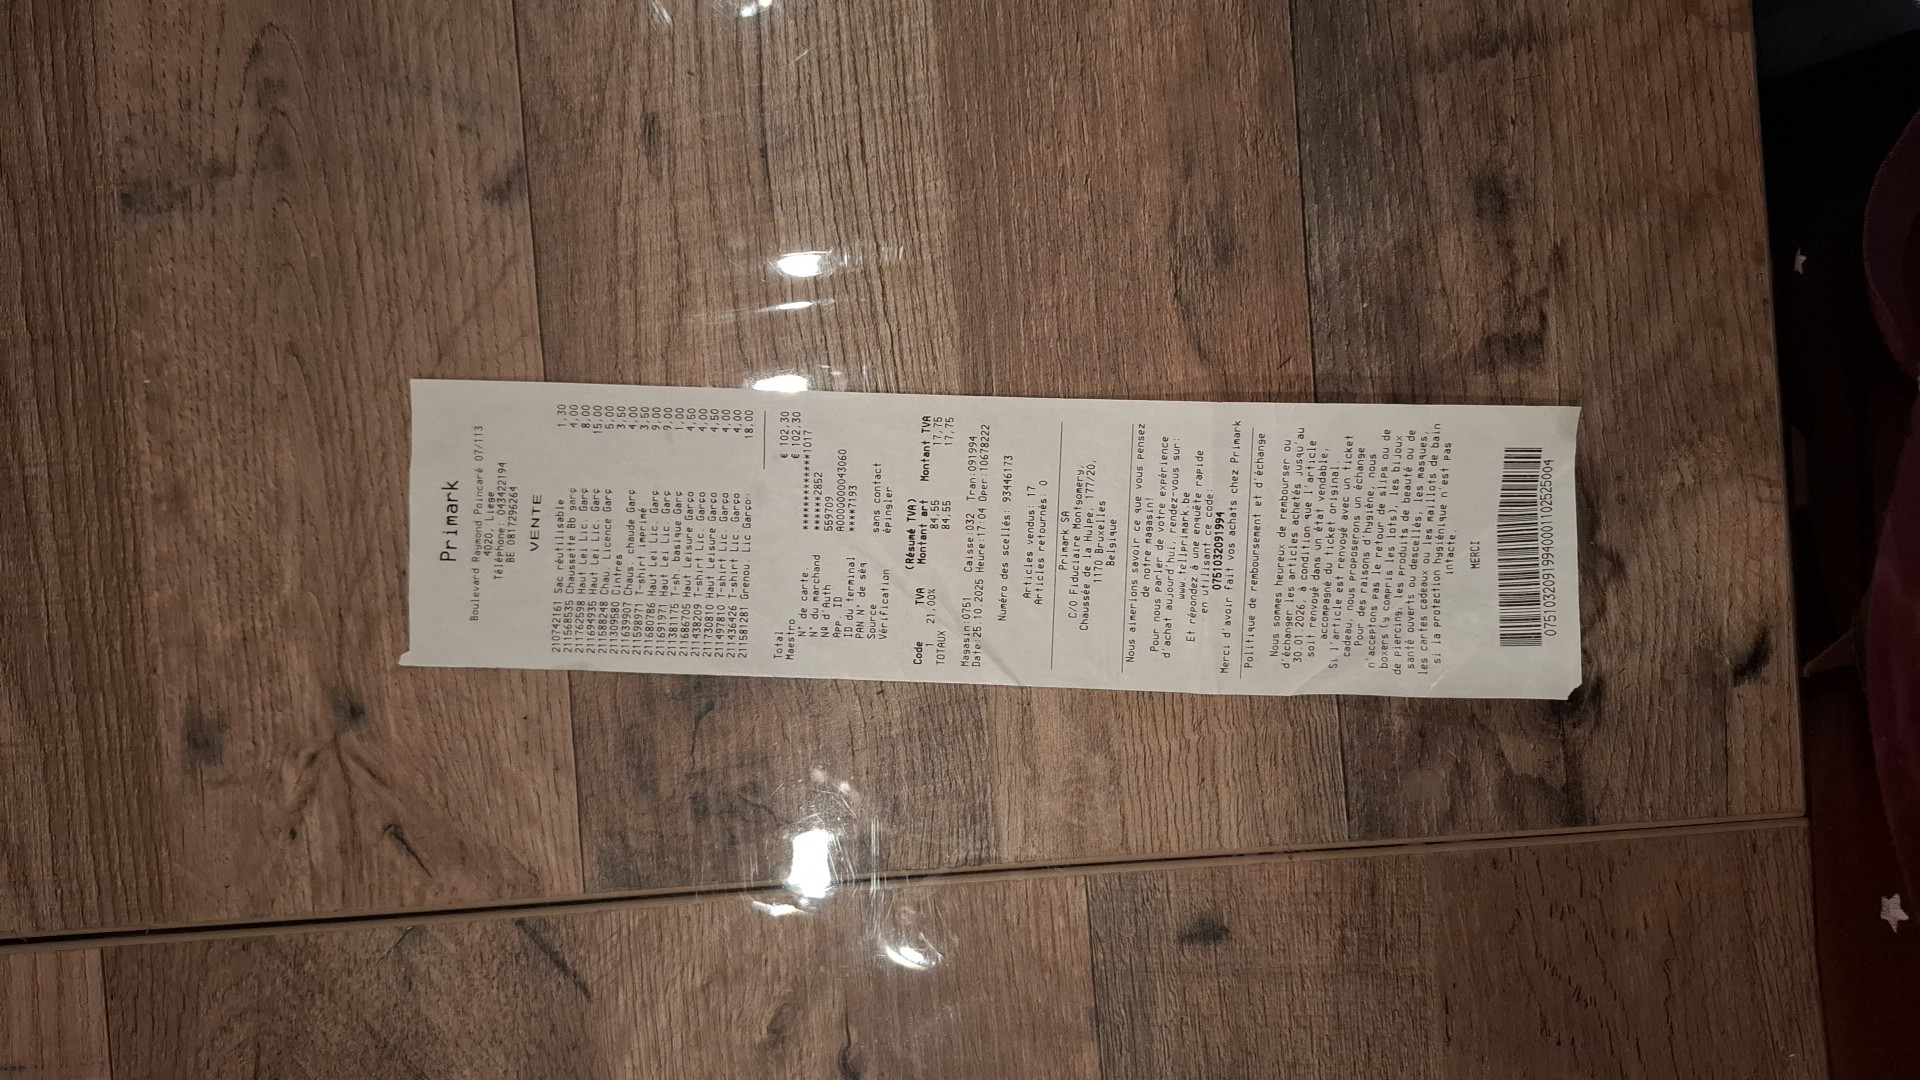 Primark
Boulevard Raymond Poincaré 07/113
4020, Liege
Téléphone: 043422194
BE 0817296264
VENTE
210742161 Sac réutilisable 1,30
211568535 Chaussette Bb garç 4,00
211762598 Haut Lei Lic. Garç 8,00
211694935 Haut Lei Lic. Garç 15,00
211588248 Chau. Licence Garç 5,00
211309580 Cintres 3,50
211639907 Chaus. Chaude Garç 4,00
211598971 T-shirt imprimé 3,50
211680786 Haut Lei Lic. Garç 9,00
211691971 Haut Lei Lic. Garç 9,00
211381175 T-sh. basique Garç 1,00
211686705 Haut Leisure Garço 4,50
211438209 T-shirt Lic. Garço 4,00
211730810 Haut Leisure Garço 4,50
211497810 T-shirt Lic. Garço 4,00
211436426 T-shirt Lic. Garço 4,00
211581281 Grenou. Lic Garçon 18,00
Total € 102,30
Maestro € 102,30
N° de carte. ***************1017
N° du marchand *****2852
Nº d'Auth 559709
App. ID A0000000043060
ID du terminal ****7193
PAN N° de séq
Source sans contact
Vérification épingler
(Résumé TVA)
Code TVA Montant art Montant TVA
1 21,00% 84,55 17,75
TOTAUX 84,55 17,75
Magasin:0751 Caisse:032 Tran:091994
Date:25.10.2025 Heure:17:04 Oper:10678222
Numéro des scellés: 93446173
Articles vendus: 17
Articles retournés: 0
Primark SA
C/O Fiduciaire Montgomery,
Chaussée de la Hulpe, 177/20,
1170 Bruxelles
Belgique
Nous aimerions savoir ce que vous pensez
de notre magasin!
Pour nous parler de votre expérience
d'achat aujourd'hui, rendez-vous sur:
www.tellprimark.be
Et répondez à une enquête rapide
en utilisant ce code:
0751032091994
Merci d'avoir fait vos achats chez Primark
Politique de remboursement et d'échange
Nous sommes heureux de rembourser ou
d'échanger les articles achetés jusqu'au
30.01.2026, à condition que l'article
soit renvoyé dans un état vendable,
accompagné du ticket original.
Si l'article est renvoyé avec un ticket
cadeau, nous proposerons un échange.
Pour des raisons d'hygiène, nous
n'acceptons pas le retour de slips ou de
boxers (y compris les lots), les bijoux
de piercing, les produits de beauté ou de
santé ouverts ou descellés, les masques,
les cartes cadeaux ou les maillots de bain
si la protection hygiénique n'est pas
intacte.
MERCI